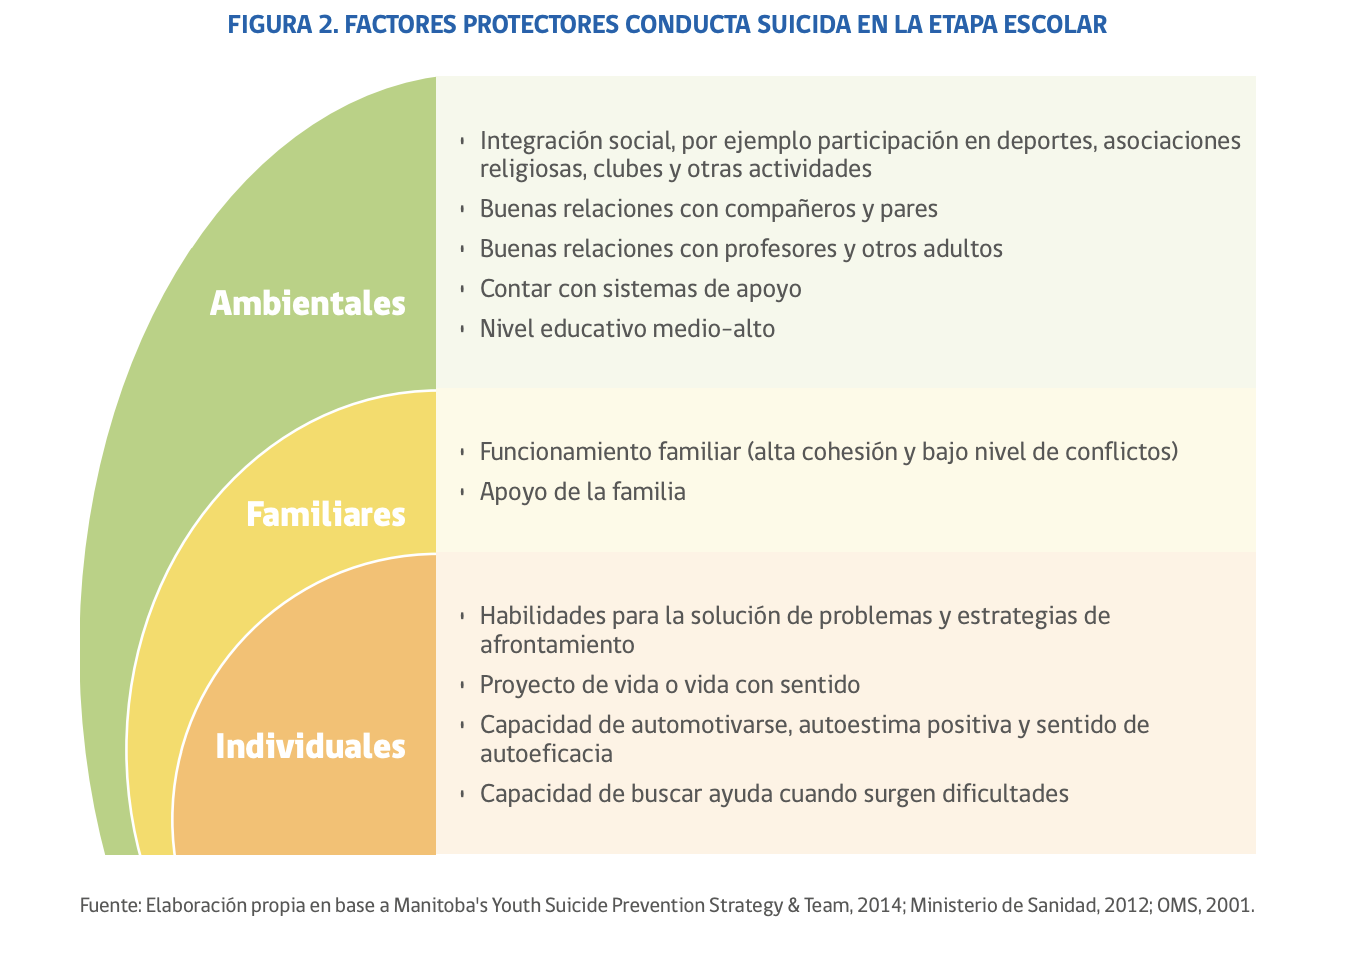 FIGURA 2. FACTORES PROTECTORES CONDUCTA SUICIDA EN LA ETAPA ESCOLAR
Ambientales
• Integración social, por ejemplo participación en deportes, asociaciones
religiosas, clubes y otras actividades
• Buenas relaciones con compañeros y pares
• Buenas relaciones con profesores y otros adultos
• Contar con sistemas de apoyo
• Nivel educativo medio-alto
Familiares
• Funcionamiento familiar (alta cohesión y bajo nivel de conflictos)
• Apoyo de la familia
Individuales
• Habilidades para la solución de problemas y estrategias de
afrontamiento
• Proyecto de vida o vida con sentido
• Capacidad de automotivarse, autoestima positiva y sentido de
autoeficacia
• Capacidad de buscar ayuda cuando surgen dificultades
Fuente: Elaboración propia en base a Manitoba's Youth Suicide Prevention Strategy & Team, 2014; Ministerio de Sanidad, 2012; OMS, 2001.